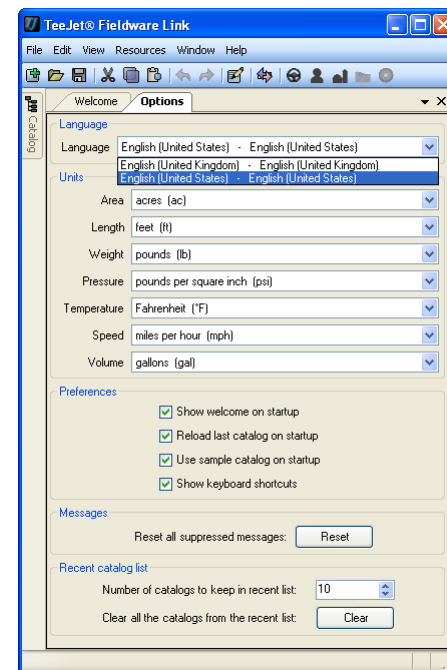 TeeJet® Fieldware Link
File Edit View Resources Window Help
Welcome Options
Catalog
Language
Language English (United States) - English (United States)
English (United Kingdom) - English (United Kingdom)
English (United States) - English (United States)
Units
Area acres (ac)
Length feet (ft)
Weight pounds (lb)
Pressure pounds per square inch (psi)
Temperature Fahrenheit (°F)
Speed miles per hour (mph)
Volume gallons (gal)
Preferences
Show welcome on startup
Reload last catalog on startup
Use sample catalog on startup
Show keyboard shortcuts
Messages
Reset all suppressed messages: Reset
Recent catalog list
Number of catalogs to keep in recent list: 10
Clear all the catalogs from the recent list: Clear